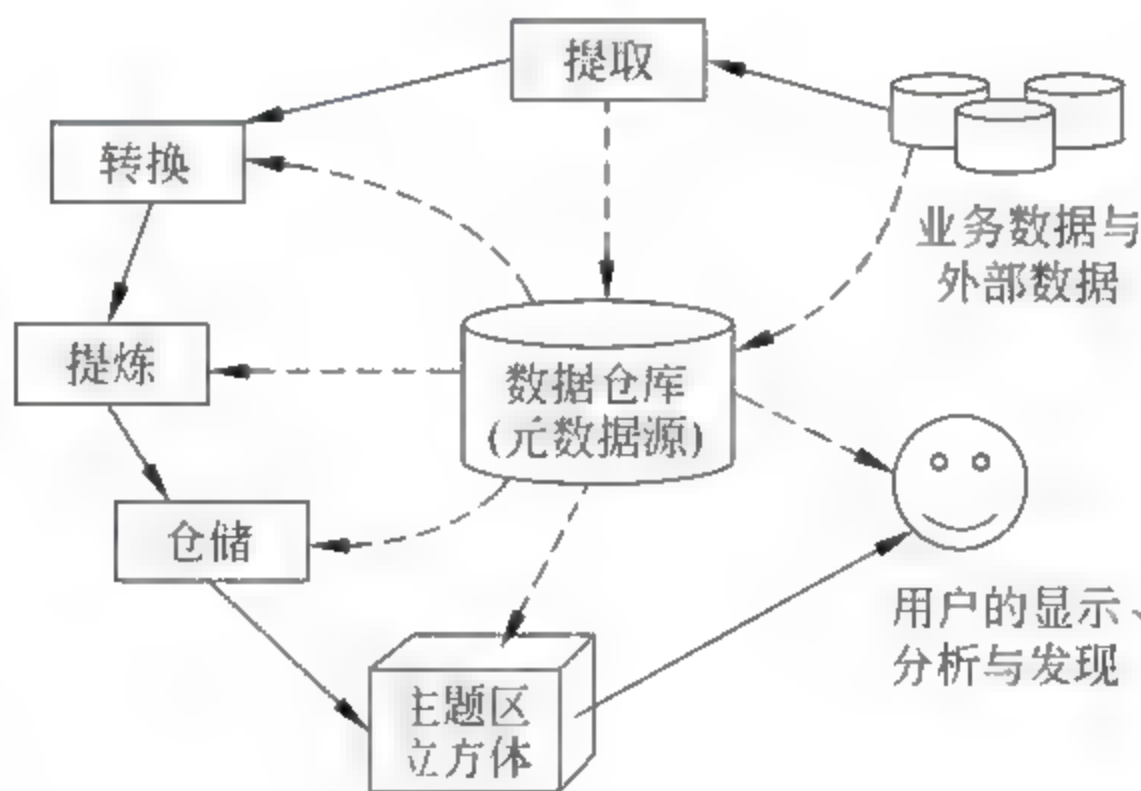 提取
转换
业务数据与
外部数据
提炼
数据仓库
(元数据源)
仓储
用户的显示、
分析与发现
主题区
立方体